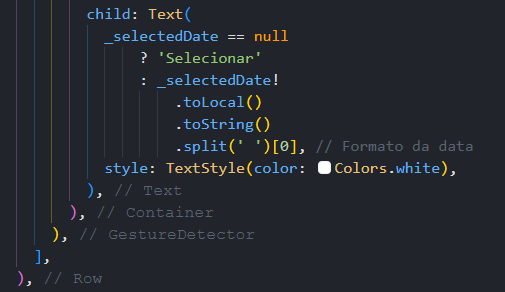 child: Text(
_selectedDate == null
? 'Selecionar'
: _selectedDate!
.toLocal()
.toString()
.split(' ')[0], // Formato da data
style: TextStyle(color: Colors.white),
), // Text
), // Container
), // GestureDetector
],
), // Row